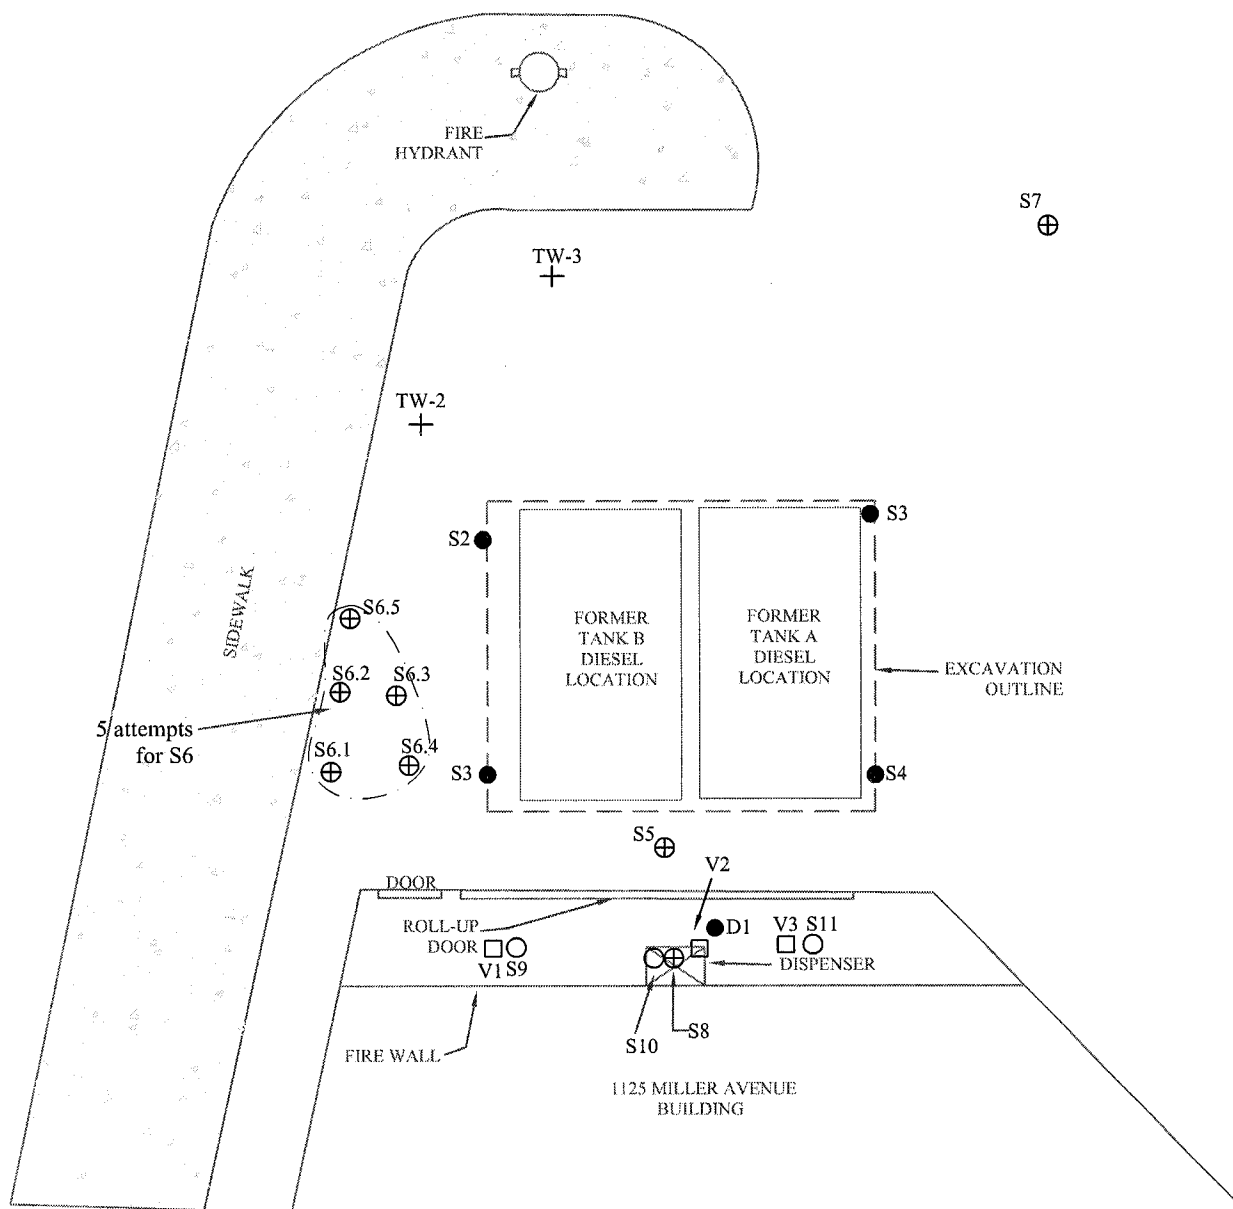 FIRE
HYDRANT
S7
TW-3
TW-2
S2
S3
SIDEWALK
S6.5
FORMER
TANK B
DIESEL
LOCATION
FORMER
TANK A
DIESEL
LOCATION
EXCAVATION
OUTLINE
S6.2
S6.3
5 attempts
for S6
S6.1
S6.4
S3
S4
S5
V2
DOOR
ROLL-UP
DOOR
V1
S9
D1
V3
S11
DISPENSER
S10
S8
FIRE WALL
1125 MILLER AVENUE
BUILDING